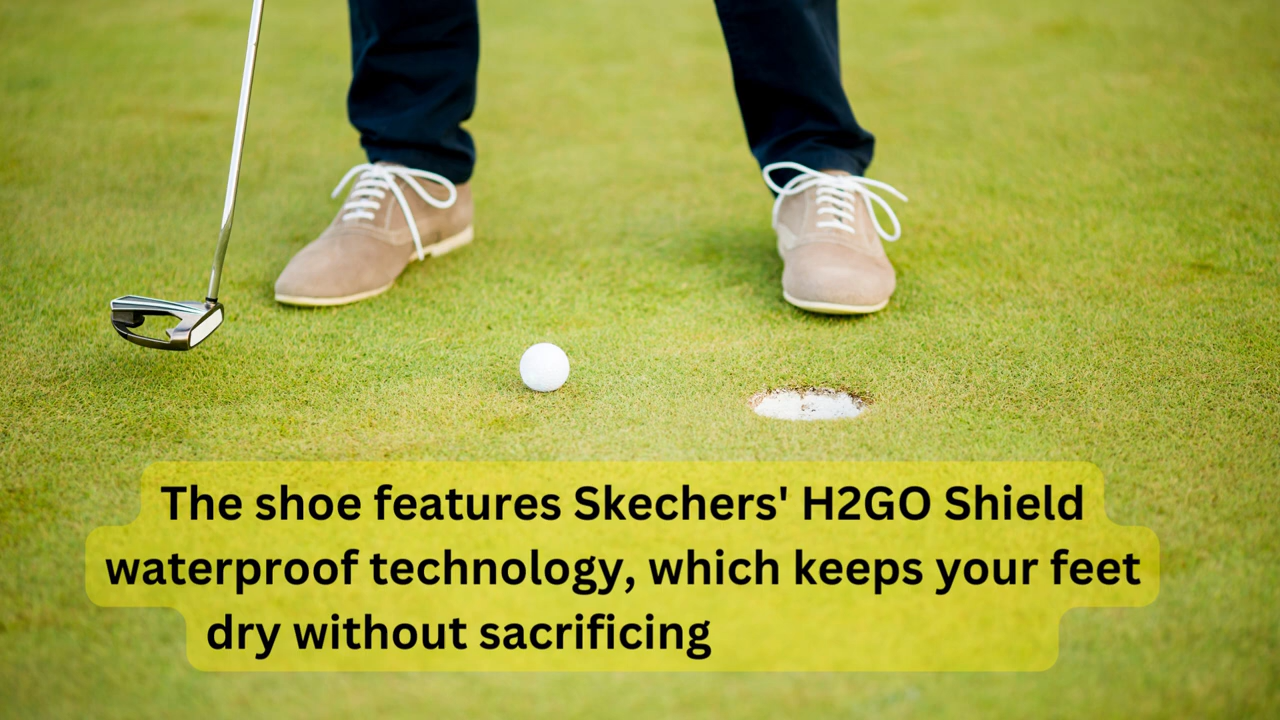 The shoe features Skechers' H2GO Shield
waterproof technology, which keeps your feet
dry without sacrificing